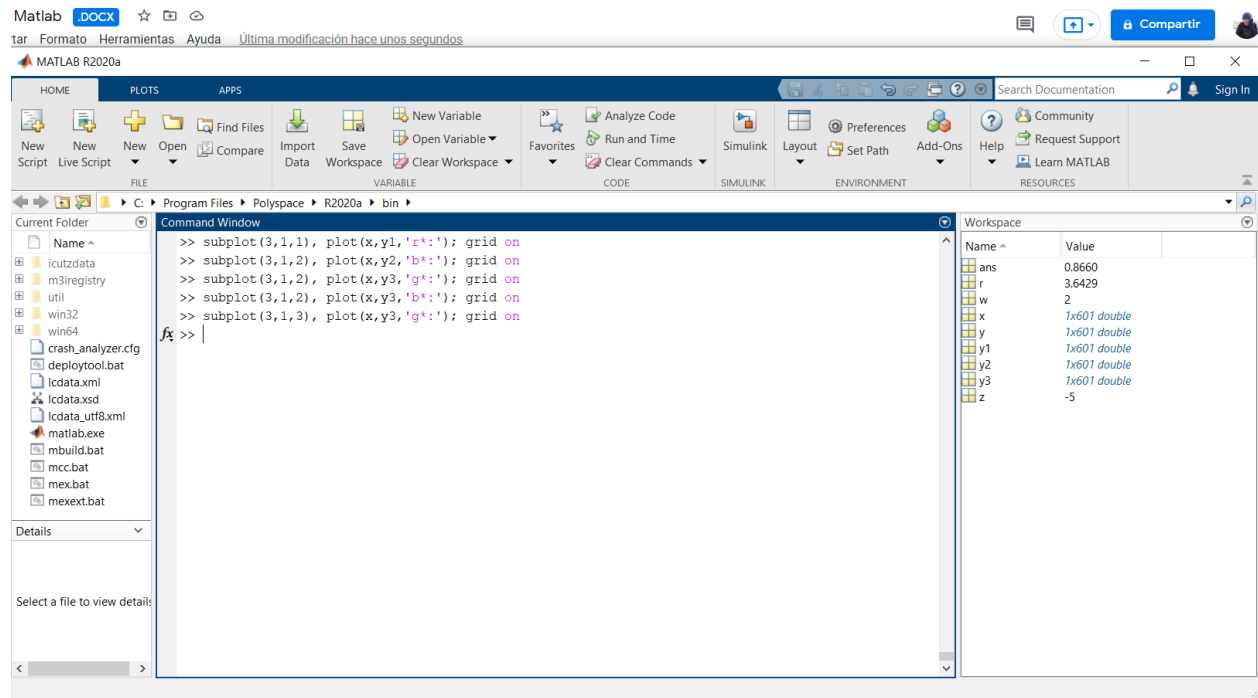 Matlab .DOCX
tar Formato Herramientas Ayuda Última modificación hace unos segundos
Compartir
MATLAB R2020a
HOME PLOTS APPS
Search Documentation
Sign In
New Script
New Live Script
New
Open
Find Files
Compare
FILE
Import Data
Save Workspace
New Variable
Open Variable
Clear Workspace
VARIABLE
Favorites
Analyze Code
Run and Time
Clear Commands
CODE
Simulink
SIMULINK
Layout
Preferences
Set Path
Add-Ons
ENVIRONMENT
Help
Community
Request Support
Learn MATLAB
RESOURCES
C: Program Files Polyspace R2020a bin
Current Folder
Name
icutzdata
m3iregistry
util
win32
win64
crash_analyzer.cfg
deploytool.bat
lcdata.xml
lcdata.xsd
lcdata_utf8.xml
matlab.exe
mbuild.bat
mcc.bat
mex.bat
mexext.bat
Details
Select a file to view details
Command Window
>> subplot(3,1,1), plot(x,y1,'r*:'); grid on
>> subplot(3,1,2), plot(x,y2,'b*:'); grid on
>> subplot(3,1,2), plot(x,y3,'g*:'); grid on
>> subplot(3,1,2), plot(x,y3,'b*:'); grid on
>> subplot(3,1,3), plot(x,y3,'g*:'); grid on
fx >>
Workspace
Name Value
ans 0.8660
r 3.6429
w 2
x 1x601 double
y 1x601 double
y1 1x601 double
y2 1x601 double
y3 1x601 double
z -5